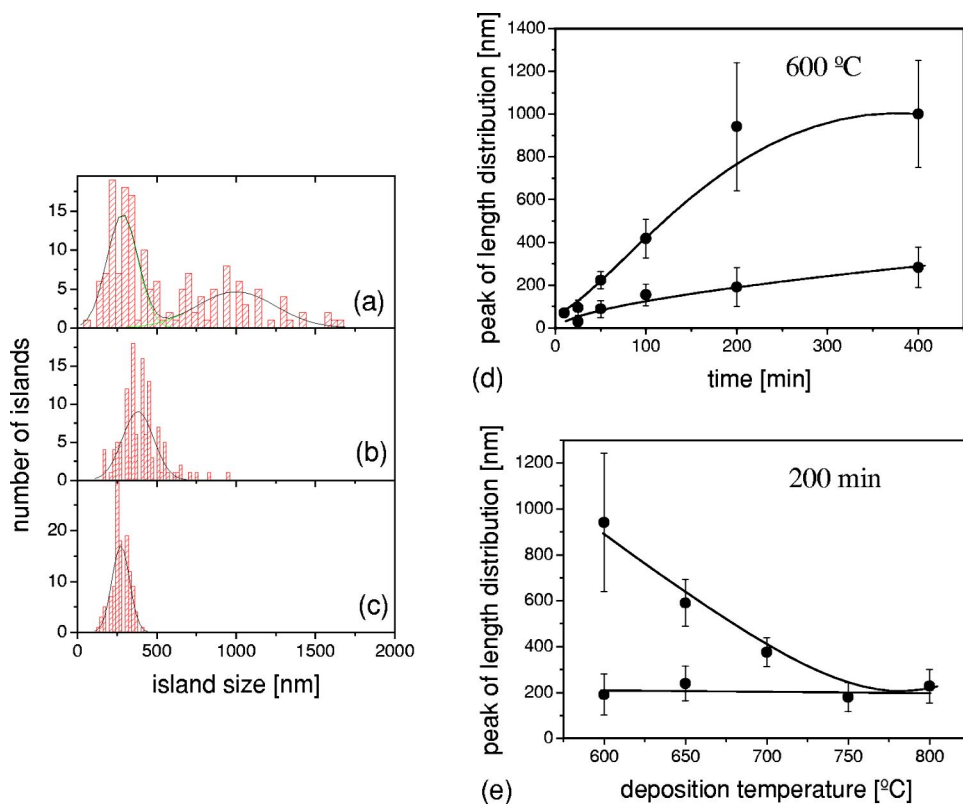 number of islands
15
10
5
0
(a)
15
10
5
0
(b)
20
10
0
(c)
0 500 1000 1500 2000
island size [nm]
peak of length distribution [nm]
1400
1200
1000
800
600
400
200
0
600 ºC
0 100 200 300 400
time [min]
(d)
peak of length distribution [nm]
1200
1000
800
600
400
200
0
200 min
600 650 700 750 800
deposition temperature [ºC]
(e)